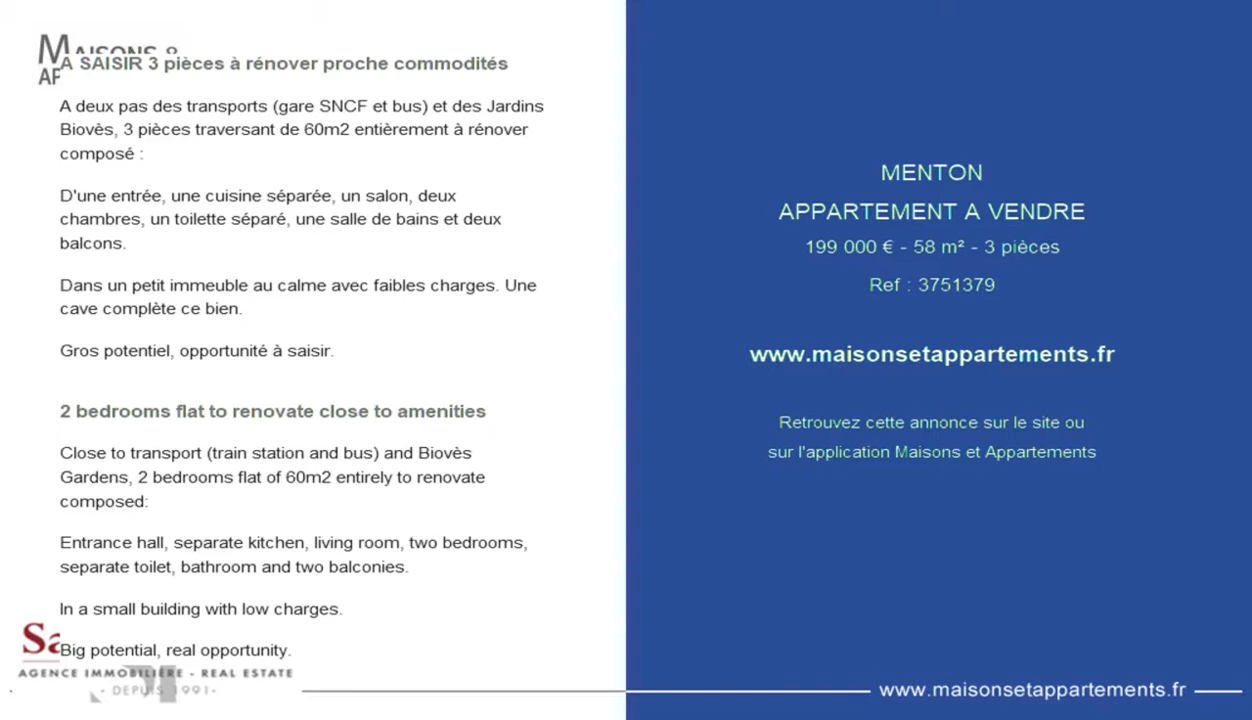 MAISONS &
AP
A SAISIR 3 pièces à rénover proche commodités
A deux pas des transports (gare SNCF et bus) et des Jardins
Biovès, 3 pièces traversant de 60m2 entièrement à rénover
composé :
D'une entrée, une cuisine séparée, un salon, deux
chambres, un toilette séparé, une salle de bains et deux
balcons.
Dans un petit immeuble au calme avec faibles charges. Une
cave complète ce bien.
Gros potentiel, opportunité à saisir.
2 bedrooms flat to renovate close to amenities
Close to transport (train station and bus) and Biovès
Gardens, 2 bedrooms flat of 60m2 entirely to renovate
composed:
Entrance hall, separate kitchen, living room, two bedrooms,
separate toilet, bathroom and two balconies.
In a small building with low charges.
Big potential, real opportunity.
AGENCE IMMOBILIÈRE - REAL ESTATE
- DEPUIS 1991-
MENTON
APPARTEMENT A VENDRE
199 000 € - 58 m² - 3 pièces
Ref : 3751379
www.maisonsetappartements.fr
Retrouvez cette annonce sur le site ou
sur l'application Maisons et Appartements
www.maisonsetappartements.fr